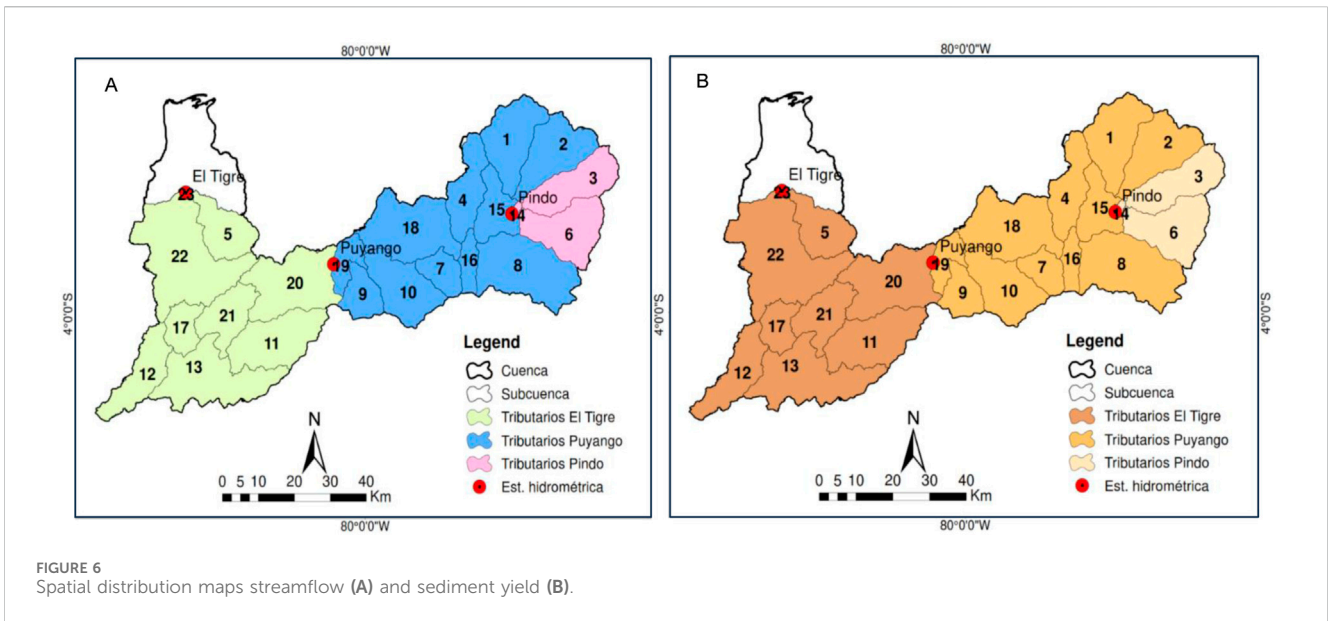 80°0'0"W
A
1
2
El Tigre
3
23
4
Pindo
15
14
5
18
6
22
Puyango
19
16
8
7
20
9
10
4°0'0"S
21
17
11
13
12
Legend
Cuenca
Subcuenca
Tributarios El Tigre
Tributarios Puyango
Tributarios Pindo
Est. hidrométrica
N
0 5 10 20 30 40
Km
80°0'0"W
80°0'0"W
B
1
2
El Tigre
3
23
4
Pindo
15
14
5
18
6
22
Puyango
19
16
8
7
20
9
10
4°0'0"S
21
17
11
13
12
Legend
Cuenca
Subcuenca
Tributarios El Tigre
Tributarios Puyango
Tributarios Pindo
Est. hidrométrica
N
0 5 10 20 30 40
Km
80°0'0"W
4°0'0"S
FIGURE 6
Spatial distribution maps streamflow (A) and sediment yield (B).